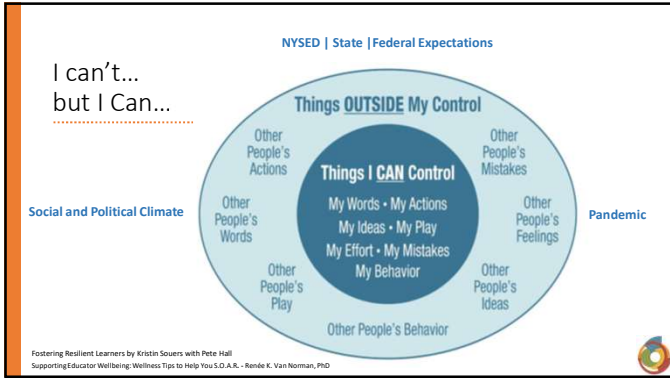 NYSED | State |Federal Expectations
I can't...
but I Can...
Things OUTSIDE My Control
Other
People's
Actions
Other
People's
Mistakes
Things I CAN Control
My Words • My Actions
My Ideas • My Play
My Effort • My Mistakes
My Behavior
Social and Political Climate
Other
People's
Words
Other
People's
Feelings
Pandemic
Other
People's
Play
Other
People's
Ideas
Other People's Behavior
Fostering Resilient Learners by Kristin Souers with Pete Hall
Supporting Educator Wellbeing: Wellness Tips to Help You S.O.A.R. - Renée K. Van Norman, PhD